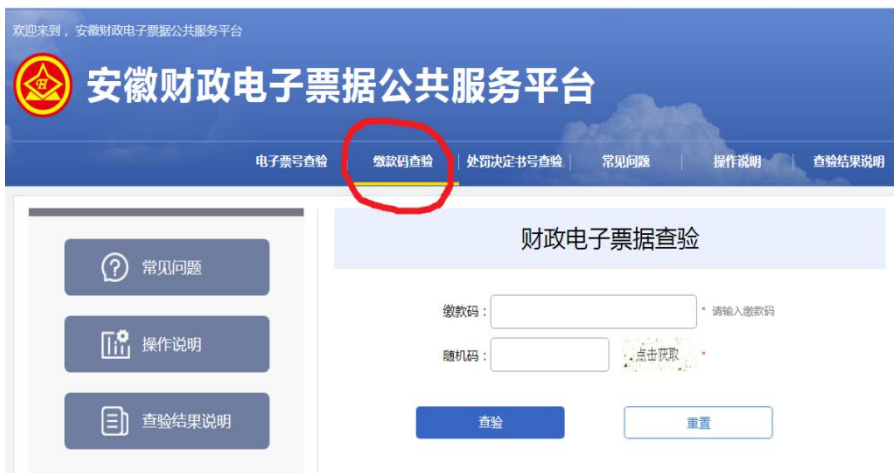 欢迎来到，安徽财政电子票据公共服务平台
安徽财政电子票据公共服务平台
电子票号查验 缴款码查验 处罚决定书号查验 常见问题 操作说明 查验结果说明
财政电子票据查验
常见问题
缴款码： * 请输入缴款码
操作说明
随机码： 点击获取 *
查验结果说明
查验 重置